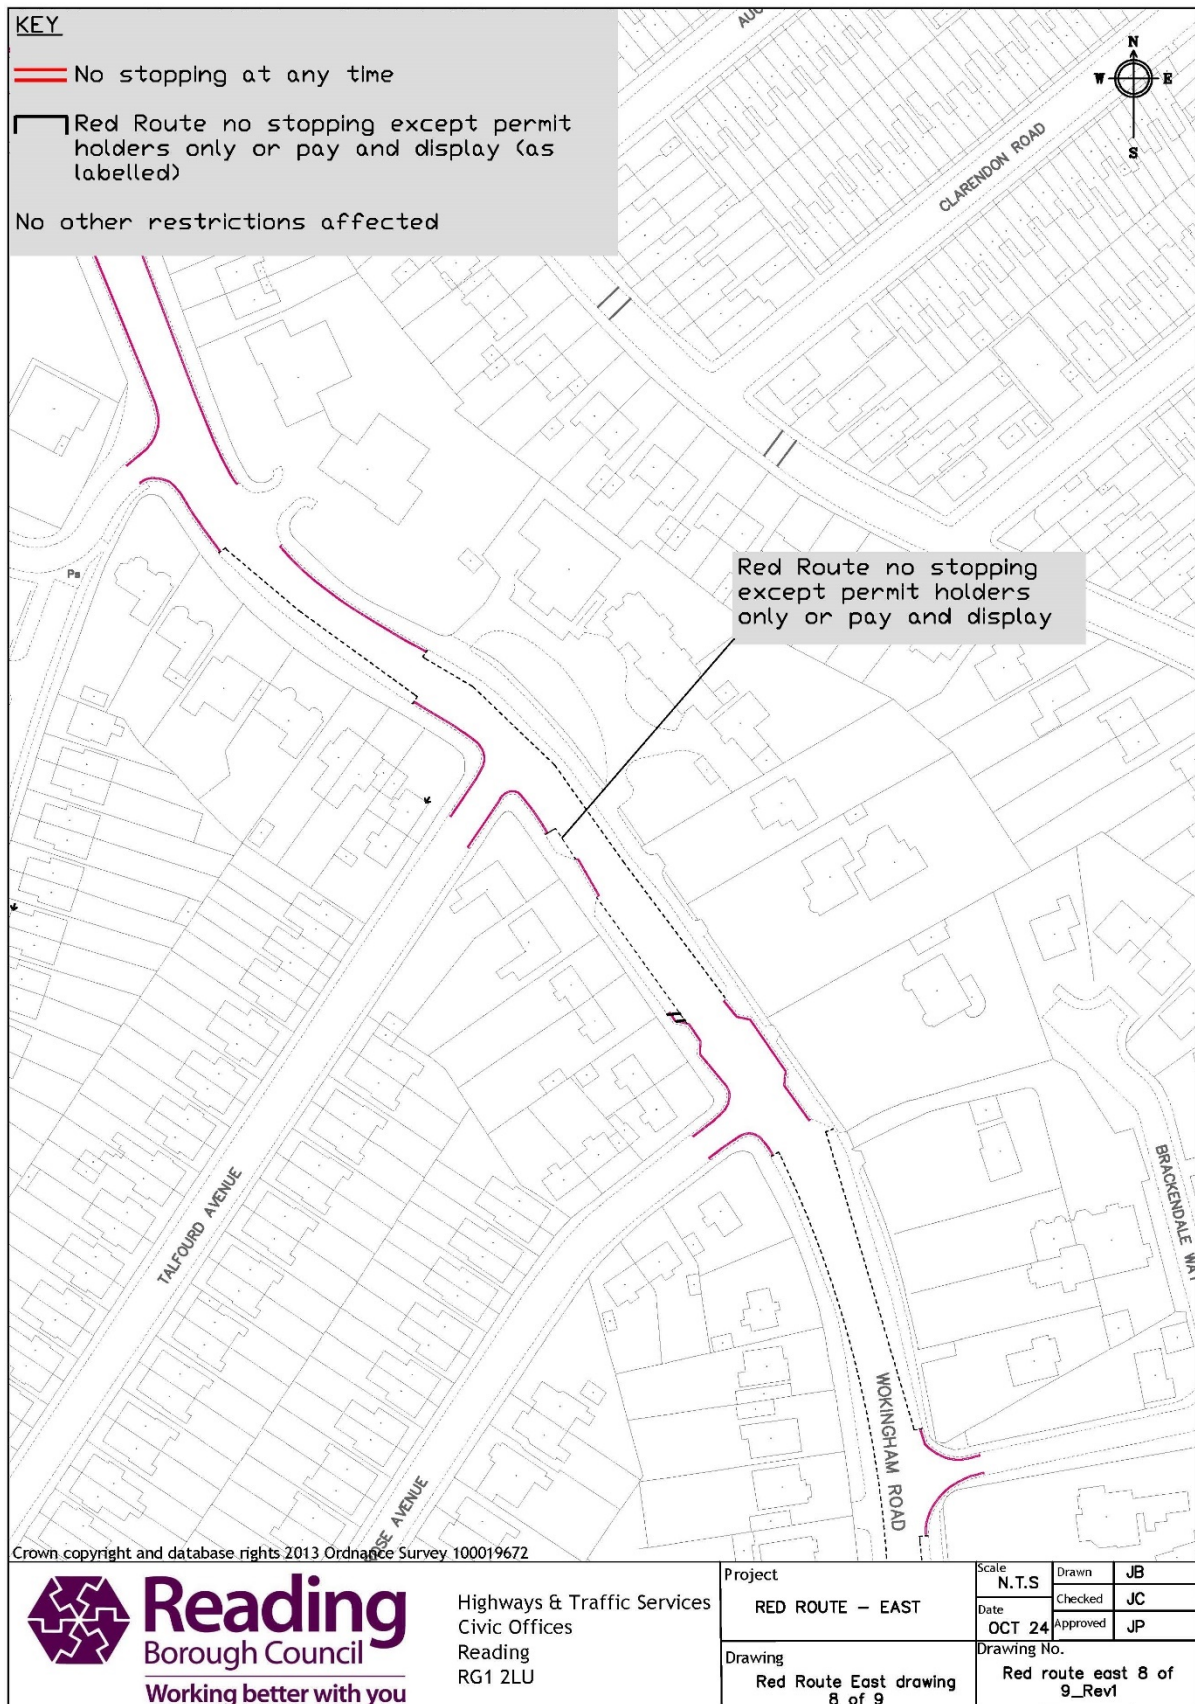 KEY
No stopping at any time
Red Route no stopping except permit
holders only or pay and display (as
labelled)
No other restrictions affected
N
W
E
S
CLARENDON ROAD
Red Route no stopping
except permit holders
only or pay and display
TALFOURD AVENUE
BRACKENDALE WAY
WOKINGHAM ROAD
AVENUE
Crown copyright and database rights 2013 Ordnance Survey 100019672
Reading
Borough Council
Working better with you
Highways & Traffic Services
Civic Offices
Reading
RG1 2LU
Project
RED ROUTE – EAST
Drawing
Red Route East drawing
8 of 9
Scale
N.T.S
Date
OCT 24
Drawn JB
Checked JC
Approved JP
Drawing No.
Red route east 8 of
9_Rev1